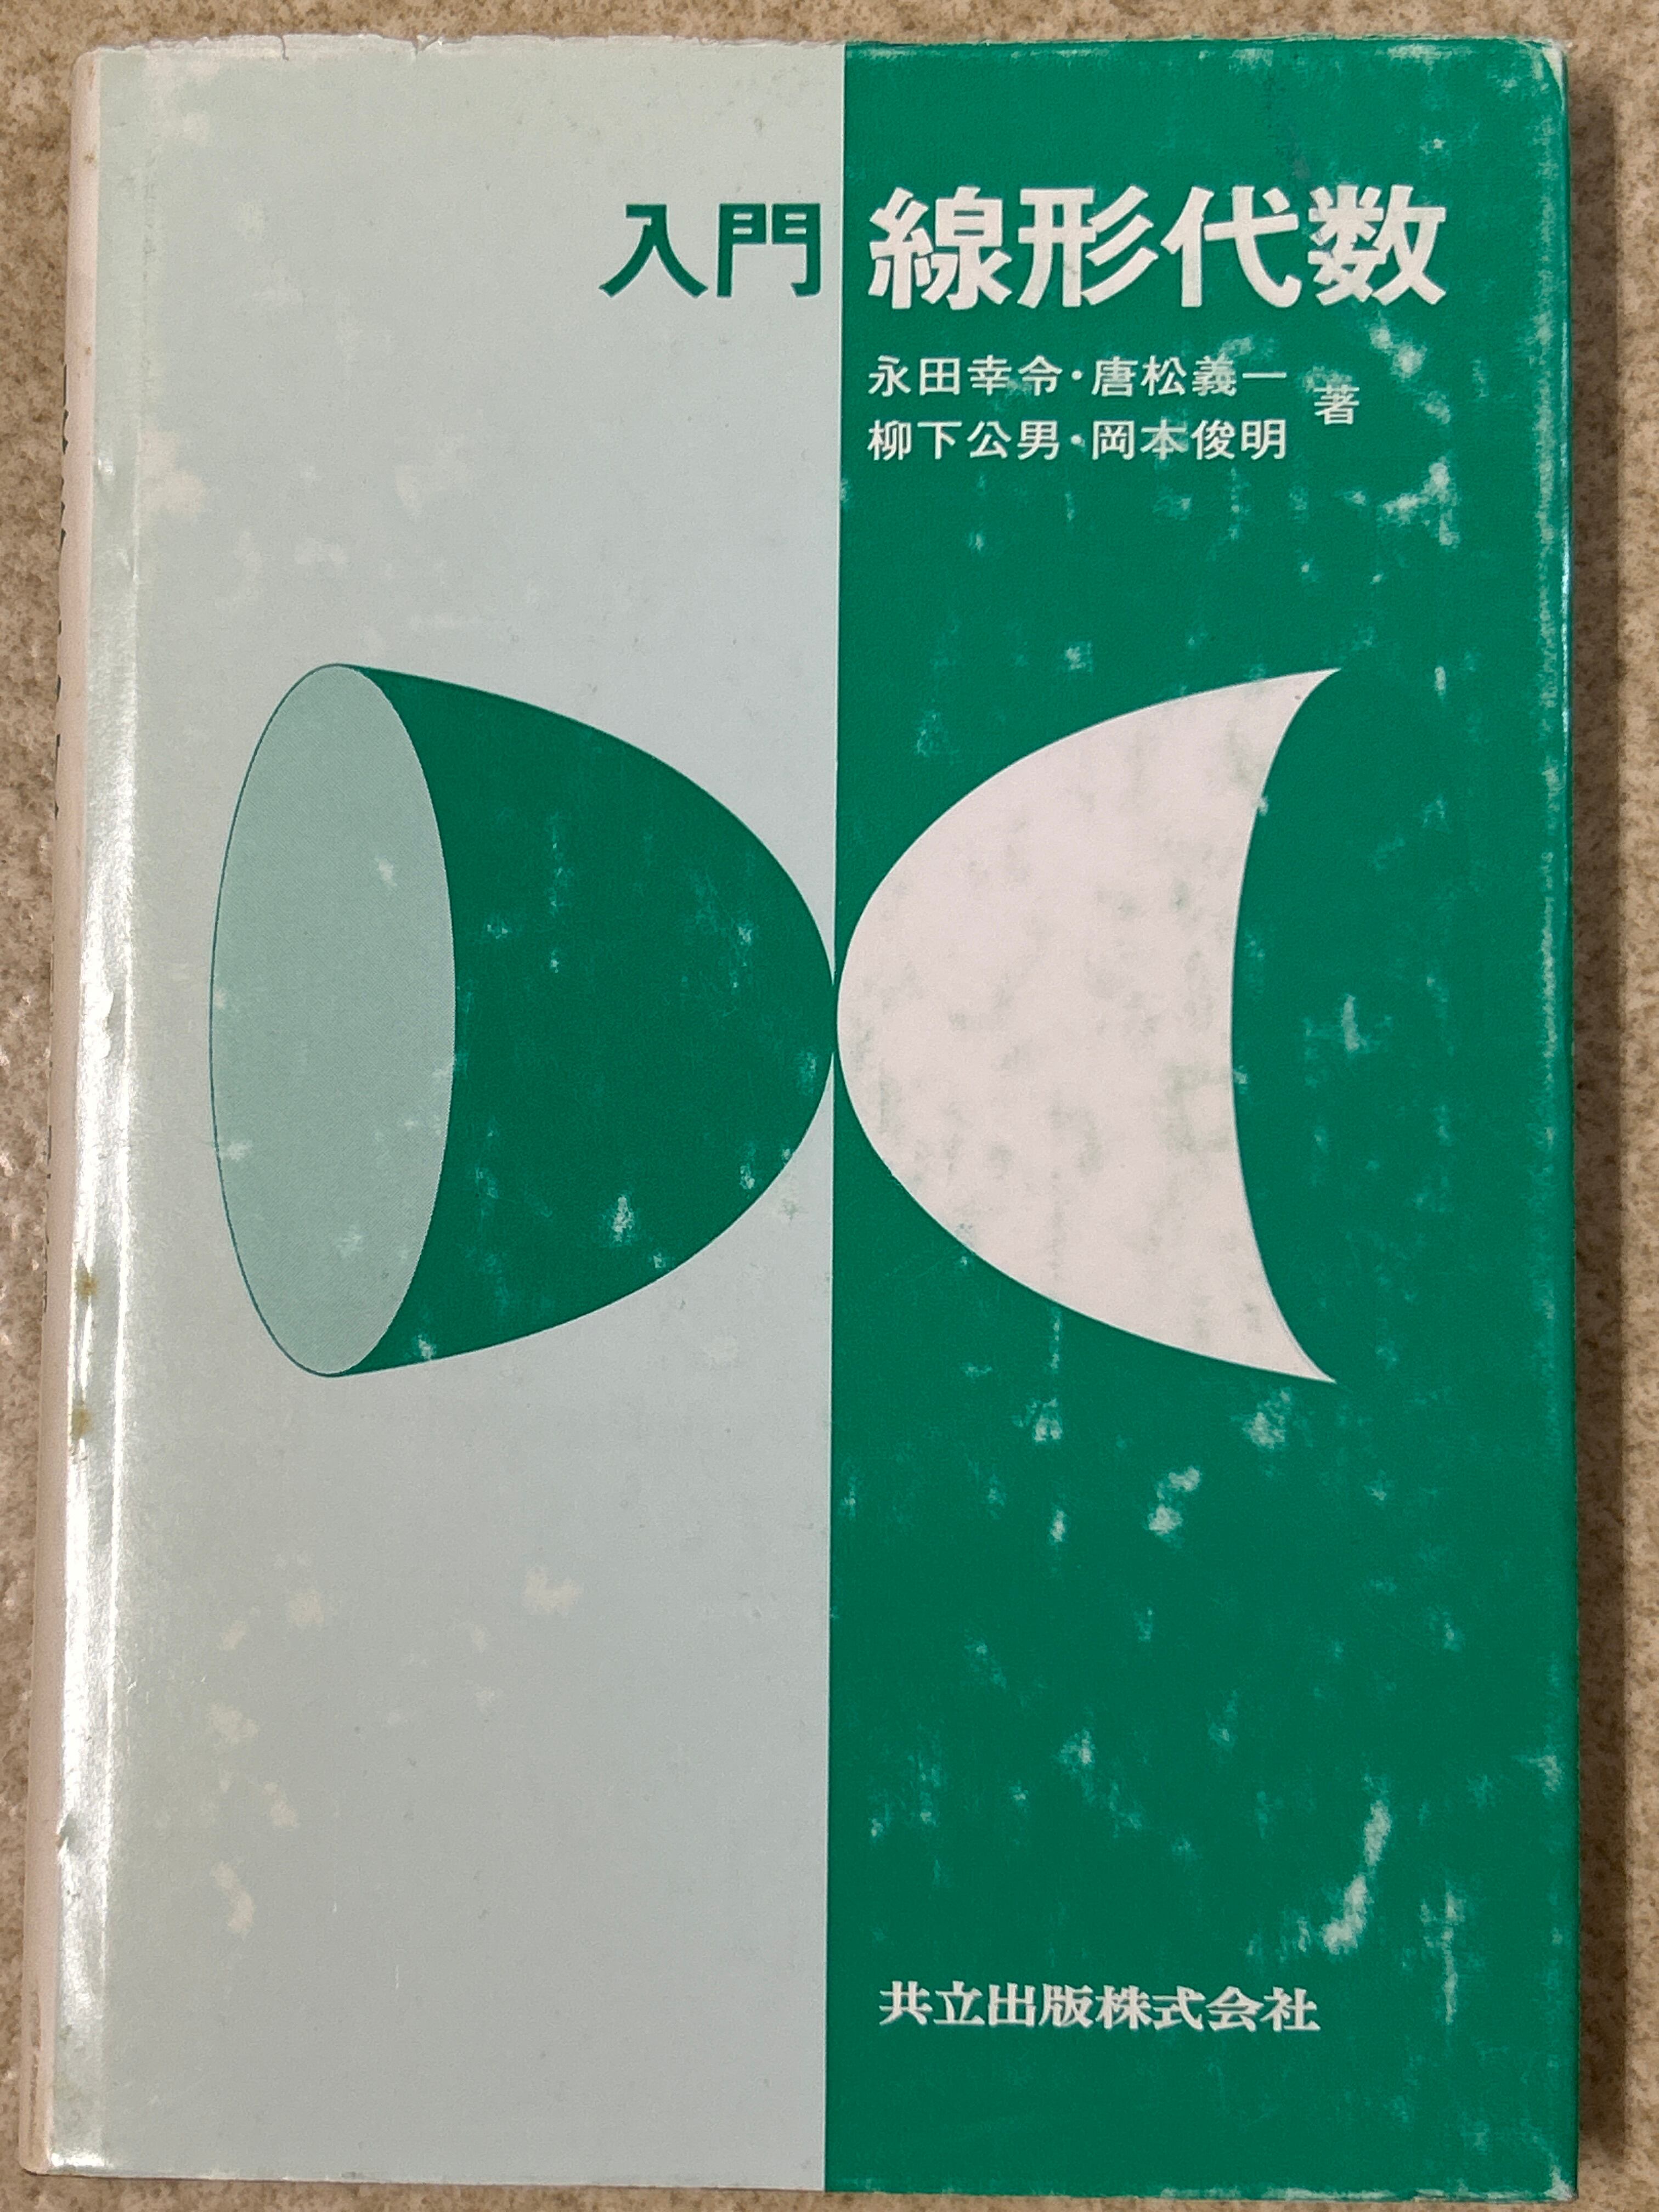 入門 線形代数
永田幸令・唐松義一
柳下公男・岡本俊明
著
共立出版株式会社